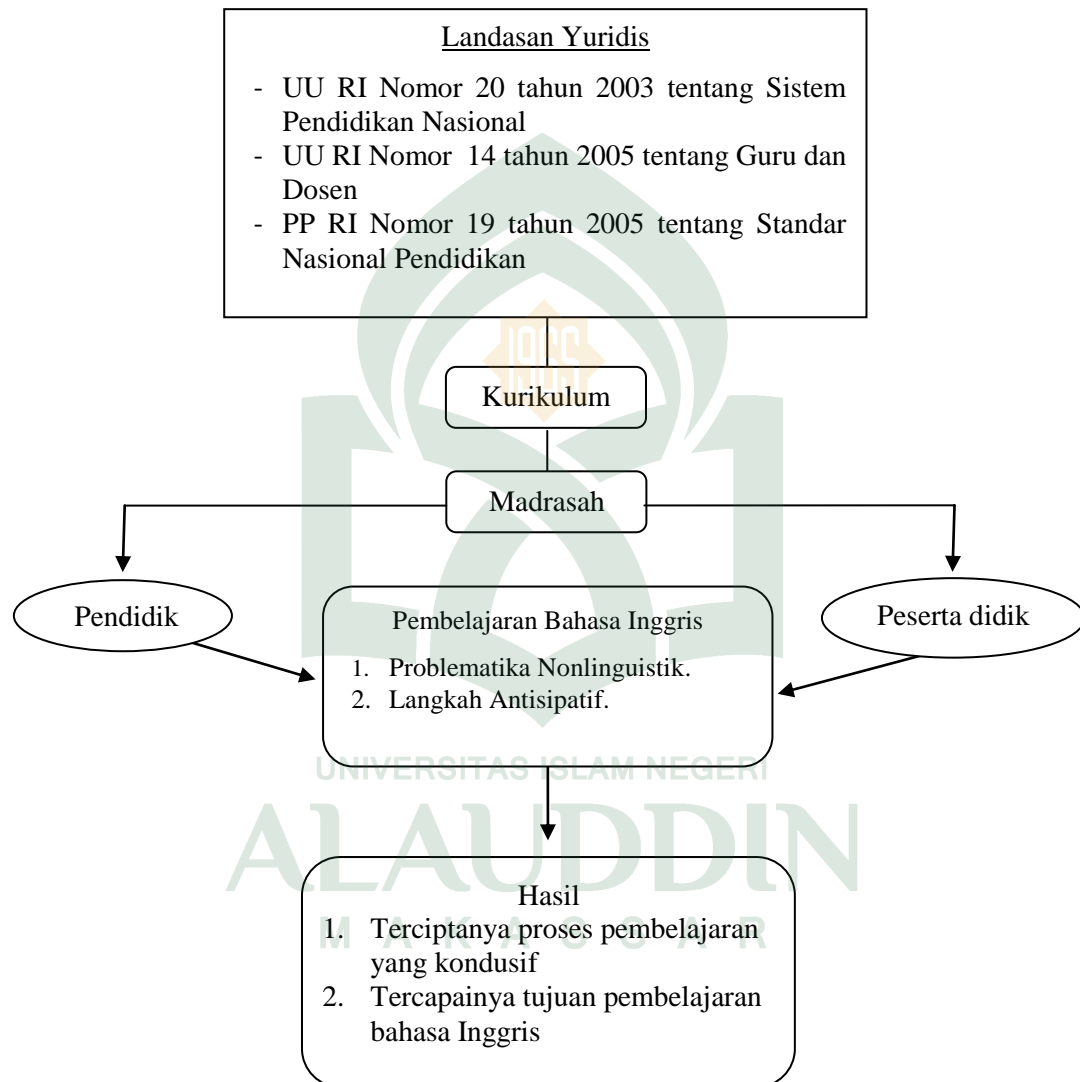 Landasan Yuridis
- UU RI Nomor 20 tahun 2003 tentang Sistem
Pendidikan Nasional
- UU RI Nomor 14 tahun 2005 tentang Guru dan
Dosen
- PP RI Nomor 19 tahun 2005 tentang Standar
Nasional Pendidikan
1965
Kurikulum
Madrasah
Pendidik
Peserta didik
Pembelajaran Bahasa Inggris
1. Problematika Nonlinguistik.
2. Langkah Antisipatif.
UNIVERSITAS ISLAM NEGERI
ALAUDDIN
MAKASSAR
Hasil
1. Terciptanya proses pembelajaran
yang kondusif
2. Tercapainya tujuan pembelajaran
bahasa Inggris